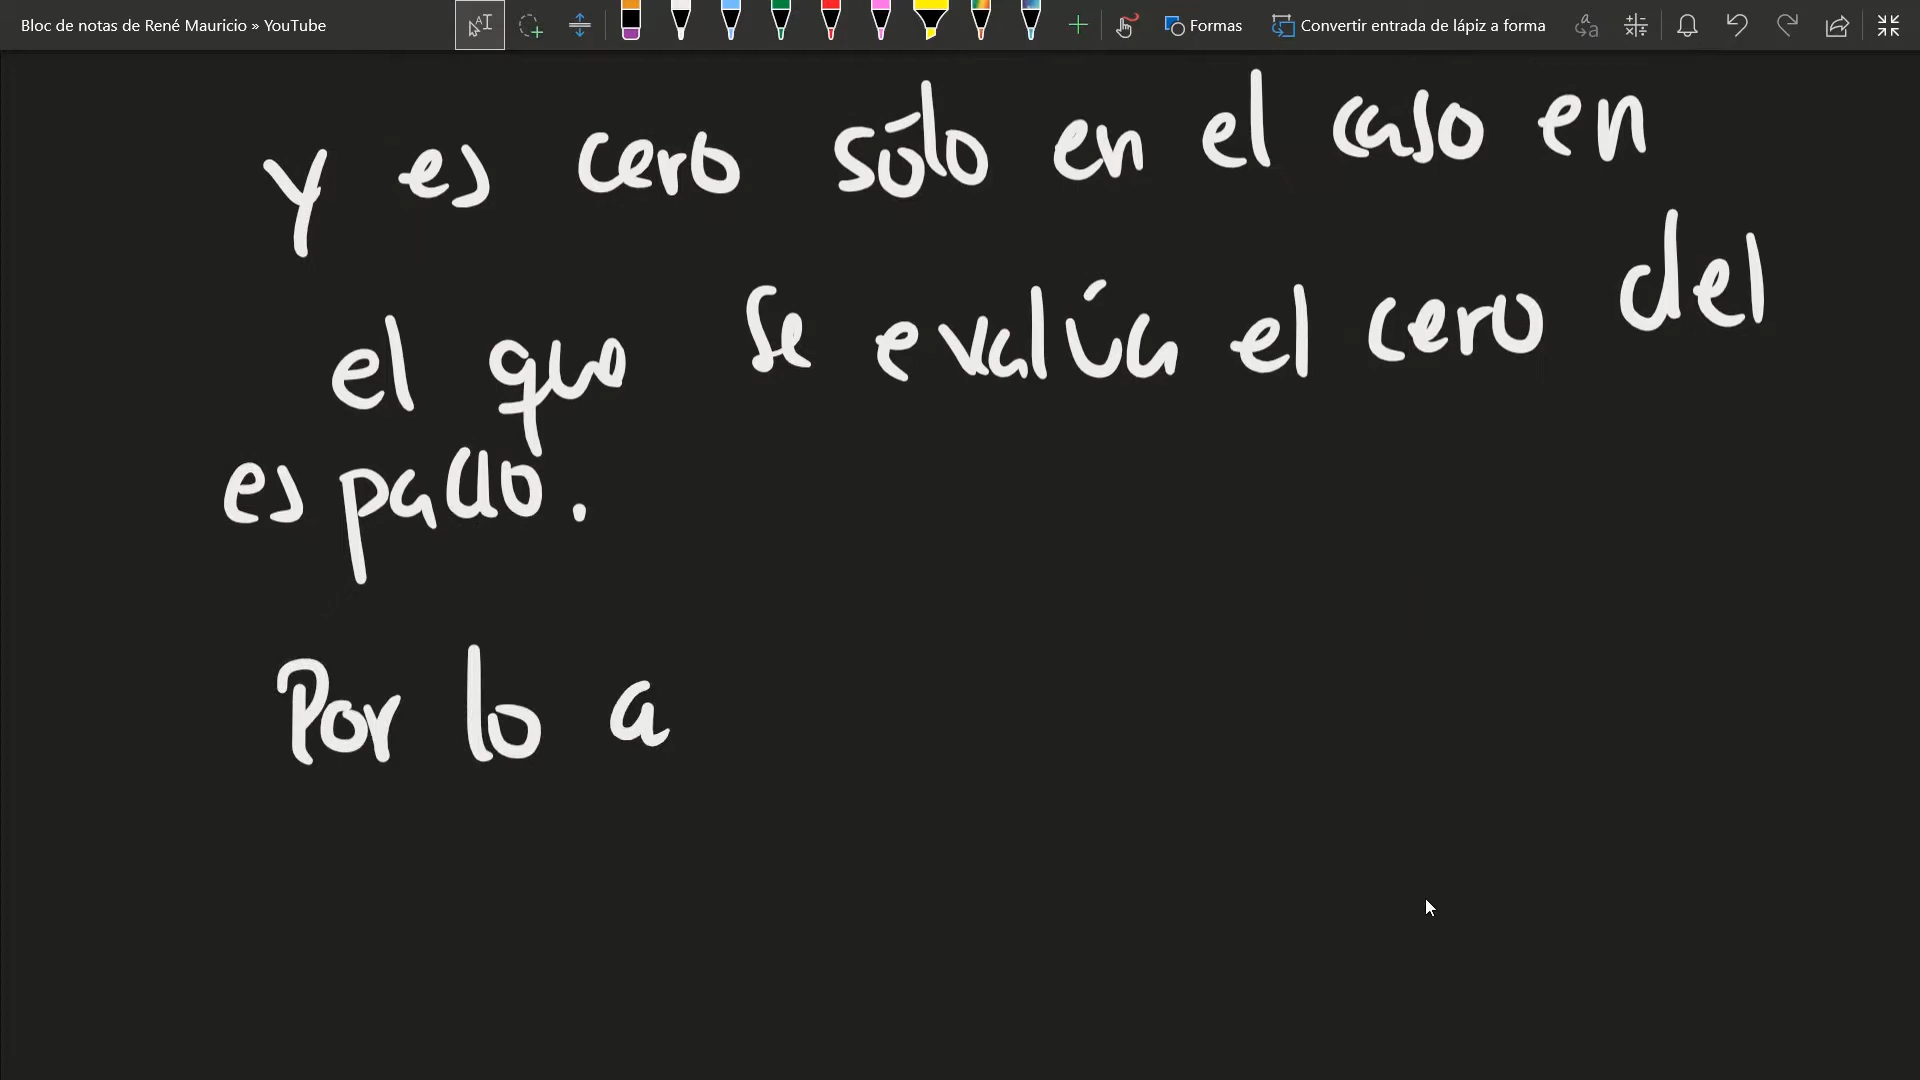 Bloc de notas de René Mauricio » YouTube
Formas
Convertir entrada de lápiz a forma
y es cero sólo en el caso en
el que se evalúa el cero del
espacio.
Por lo a